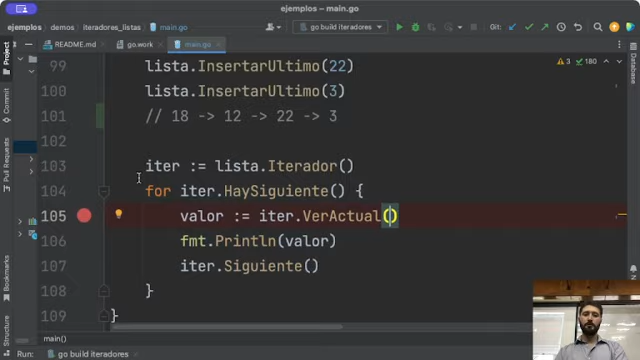 ejemplos
ejemplos
demos
iteradores_listas
main.go
go build iteradores
Git:
README.md
go.work
main.go
Project
Commit
Pull Requests
Bookmarks
Structure
Database
Notifications
3
180
99 lista.InsertarUltimo(22)
100 lista.InsertarUltimo(3)
101 // 18 -> 12 -> 22 -> 3
102
103 iter := lista.Iterador()
104 for iter.HaySiguiente() {
105 valor := iter.VerActual()
106 fmt.Println(valor)
107 iter.Siguiente()
108 }
109 }
main()
Run: go build iteradores